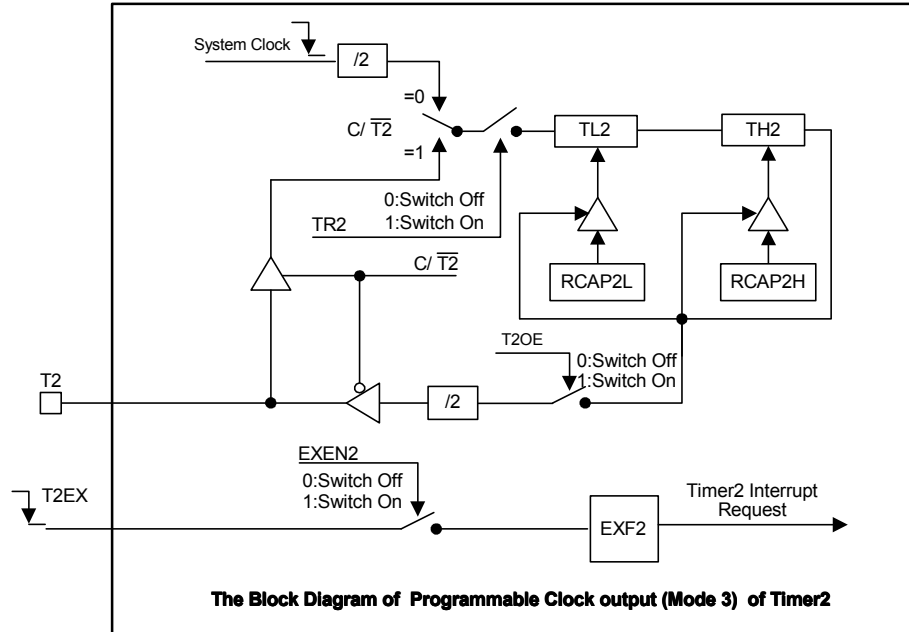 System Clock
/2
=0
C/ T2
=1
TL2
TH2
0:Switch Off
1:Switch On
TR2
C/ T2
RCAP2L
RCAP2H
T2OE
0:Switch Off
1:Switch On
T2
/2
EXEN2
0:Switch Off
1:Switch On
T2EX
EXF2
Timer2 Interrupt
Request
The Block Diagram of Programmable Clock output (Mode 3) of Timer2